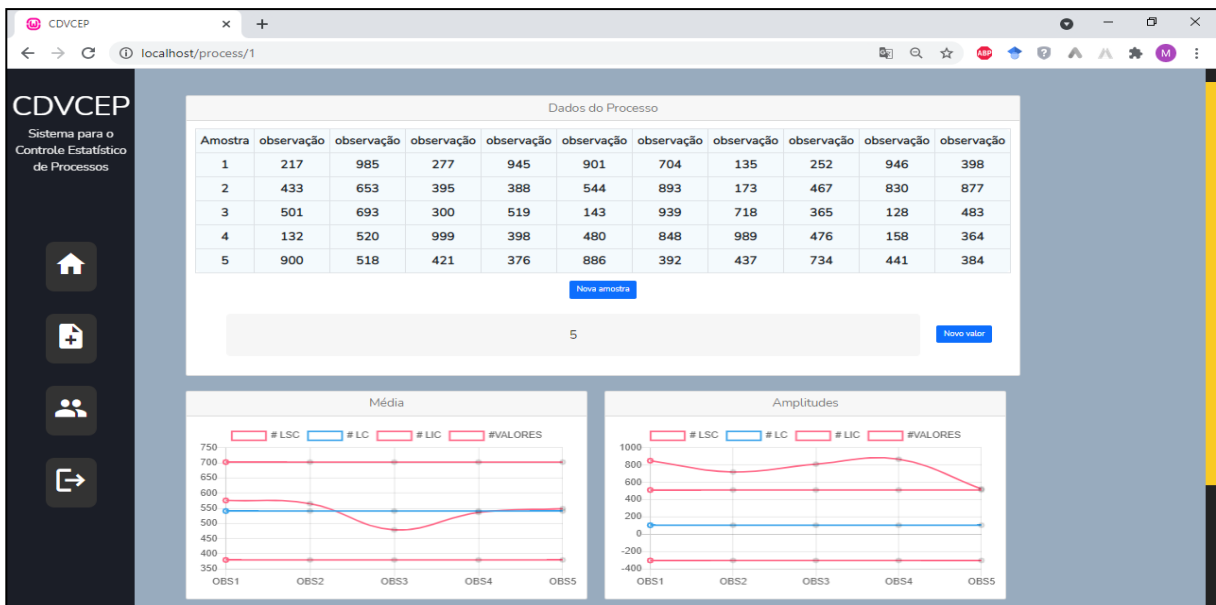 CDVCEP
localhost/process/1
ABP
M
CDVCEP
Sistema para o
Controle Estatístico
de Processos
Dados do Processo
Amostra observação observação observação observação observação observação observação observação observação observação
1 217 985 277 945 901 704 135 252 946 398
2 433 653 395 388 544 893 173 467 830 877
3 501 693 300 519 143 939 718 365 128 483
4 132 520 999 398 480 848 989 476 158 364
5 900 518 421 376 886 392 437 734 441 384
Nova amostra
5
Novo valor
Média
# LSC # LC # LIC #VALORES
750
700
650
600
550
500
450
400
350
OBS1 OBS2 OBS3 OBS4 OBS5
Amplitudes
# LSC # LC # LIC #VALORES
1000
800
600
400
200
0
-200
-400
OBS1 OBS2 OBS3 OBS4 OBS5